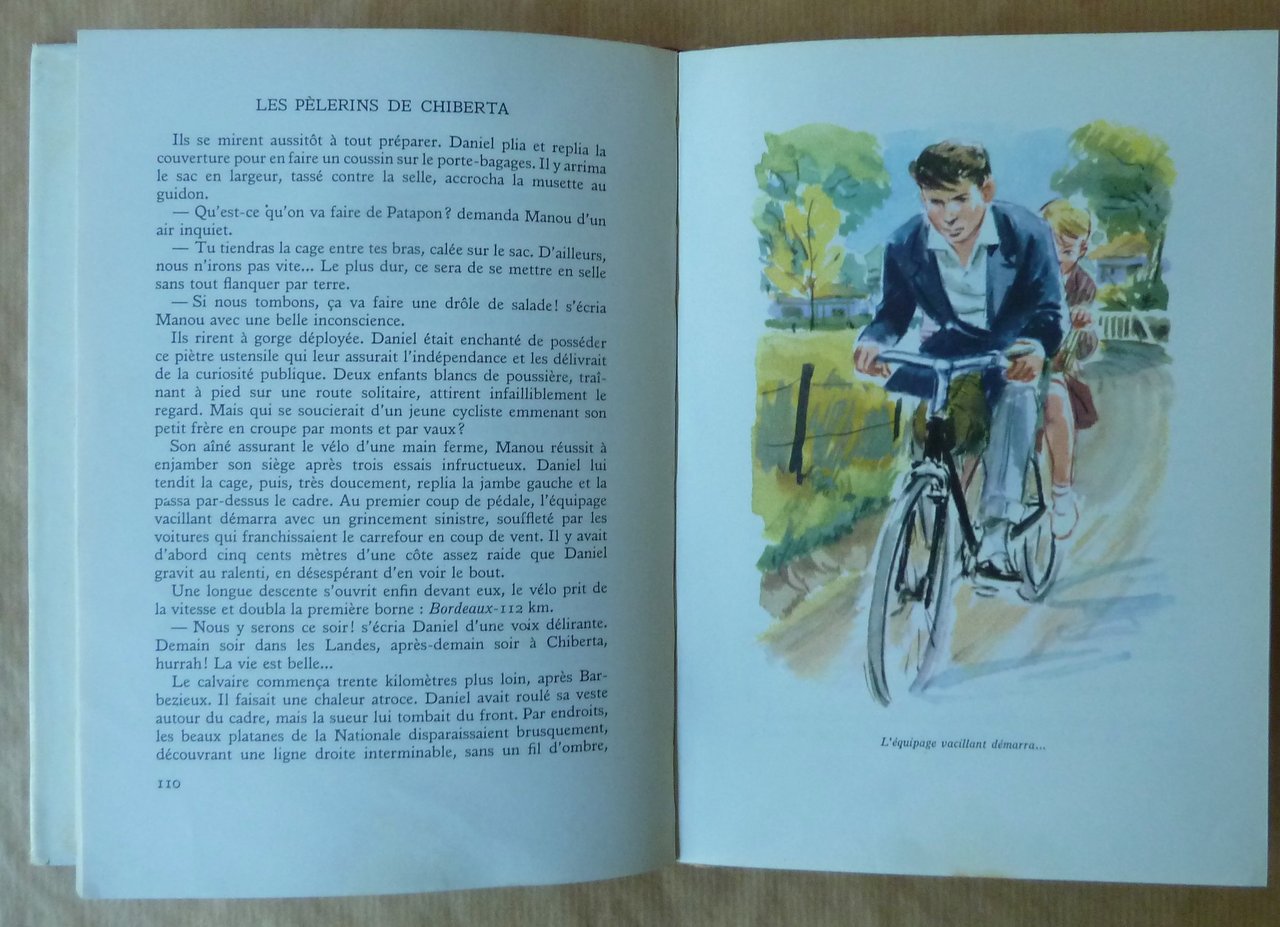 LES PÈLERINS DE CHIBERTA
Ils se mirent aussitôt à tout préparer. Daniel plia et replia la
couverture pour en faire un coussin sur le porte-bagages. Il y arrima
le sac en largeur, tassé contre la selle, accrocha la musette au
guidon.
— Qu'est-ce qu'on va faire de Patapon? demanda Manou d'un
air inquiet.
— Tu tiendras la cage entre tes bras, calée sur le sac. D'ailleurs,
nous n'irons pas vite... Le plus dur, ce sera de se mettre en selle
sans tout flanquer par terre.
— Si nous tombons, ça va faire une drôle de salade! s'écria
Manou avec une belle inconscience.
Ils rirent à gorge déployée. Daniel était enchanté de posséder
ce piètre ustensile qui leur assurait l'indépendance et les délivrait
de la curiosité publique. Deux enfants blancs de poussière, traî-
nant à pied sur une route solitaire, attirent infailliblement le
regard. Mais qui se soucierait d'un jeune cycliste emmenant son
petit frère en croupe par monts et par vaux?
Son aîné assurant le vélo d'une main ferme, Manou réussit à
enjamber son siège après trois essais infructueux. Daniel lui
tendit la cage, puis, très doucement, replia la jambe gauche et la
passa par-dessus le cadre. Au premier coup de pédale, l'équipage
vacillant démarra avec un grincement sinistre, souffleté par les
voitures qui franchissaient le carrefour en coup de vent. Il y avait
d'abord cinq cents mètres d'une côte assez raide que Daniel
gravit au ralenti, en désespérant d'en voir le bout.
Une longue descente s'ouvrit enfin devant eux, le vélo prit de
la vitesse et doubla la première borne : Bordeaux-112 km.
— Nous y serons ce soir! s'écria Daniel d'une voix délirante.
Demain soir dans les Landes, après-demain soir à Chiberta,
hurrah! La vie est belle...
Le calvaire commença trente kilomètres plus loin, après Bar-
bezieux. Il faisait une chaleur atroce. Daniel avait roulé sa veste
autour du cadre, mais la sueur lui tombait du front. Par endroits,
les beaux platanes de la Nationale disparaissaient brusquement,
découvrant une ligne droite interminable, sans un fil d'ombre,
110
L'équipage vacillant démarra...